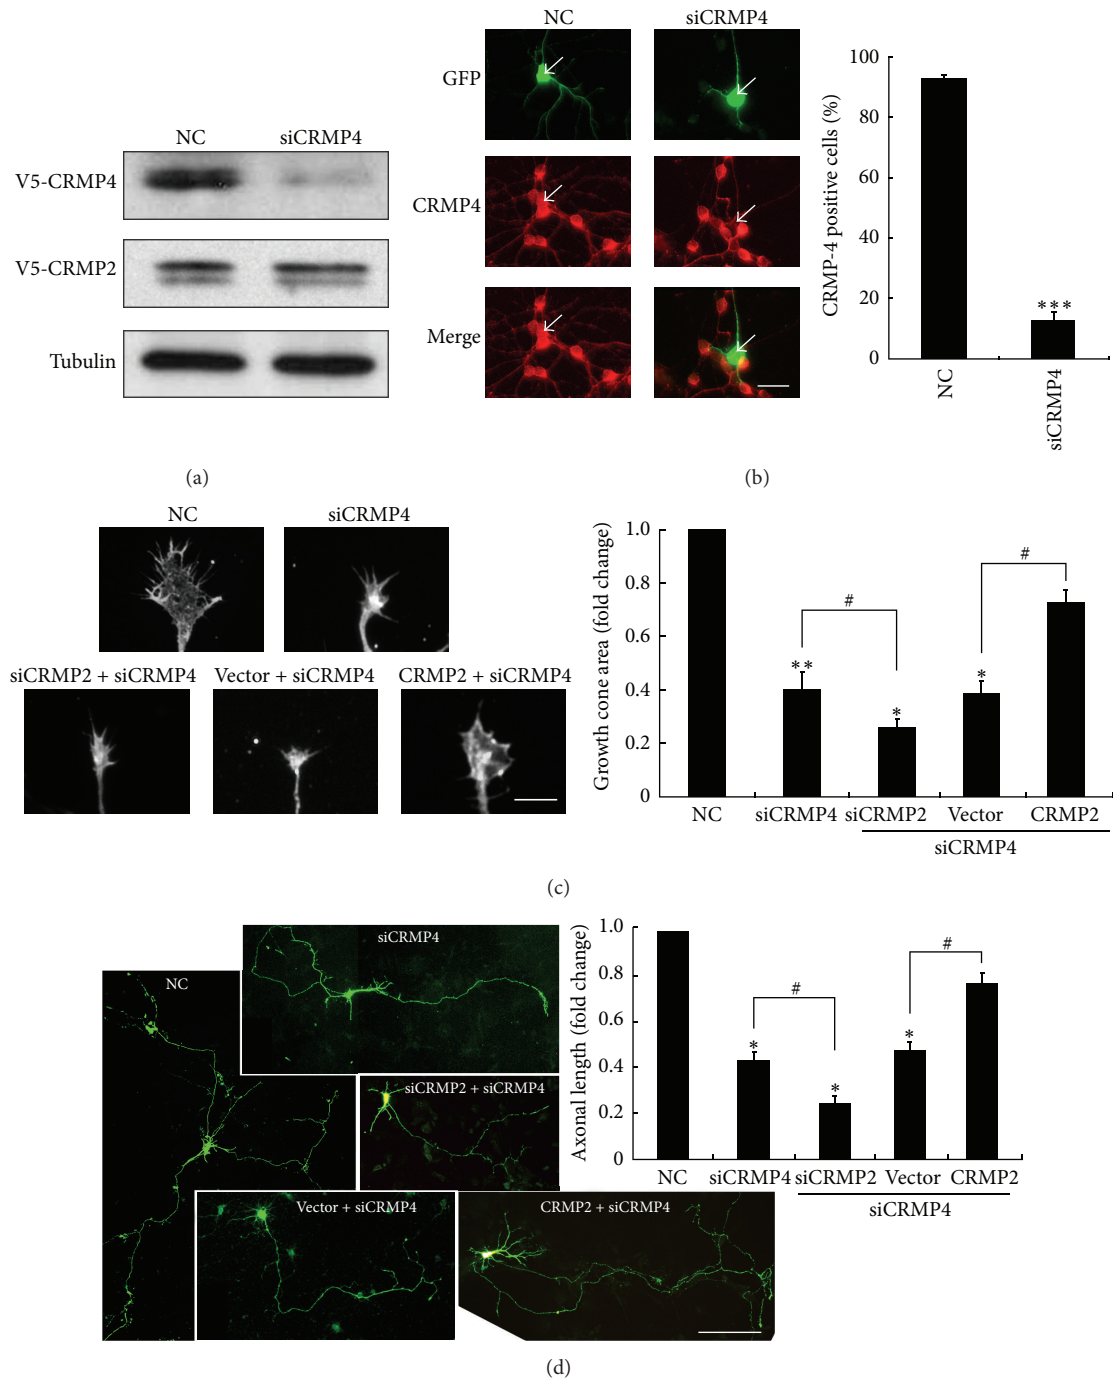 NC siCRMP4
V5-CRMP4
V5-CRMP2
Tubulin
(a)
NC siCRMP4
GFP
CRMP4
Merge
CRMP-4 positive cells (%)
100
80
60
40
20
0
***
NC
siCRMP4
(b)
NC siCRMP4
siCRMP2 + siCRMP4 Vector + siCRMP4 CRMP2 + siCRMP4
Growth cone area (fold change)
1.0
0.8
0.6
0.4
0.2
0
**
*
*
#
#
NC siCRMP4 siCRMP2 Vector CRMP2
siCRMP4
(c)
siCRMP4
NC
siCRMP2 + siCRMP4
Vector + siCRMP4
CRMP2 + siCRMP4
Axonal length (fold change)
1.0
0.8
0.6
0.4
0.2
0
*
*
*
#
#
NC siCRMP4 siCRMP2 Vector CRMP2
siCRMP4
(d)